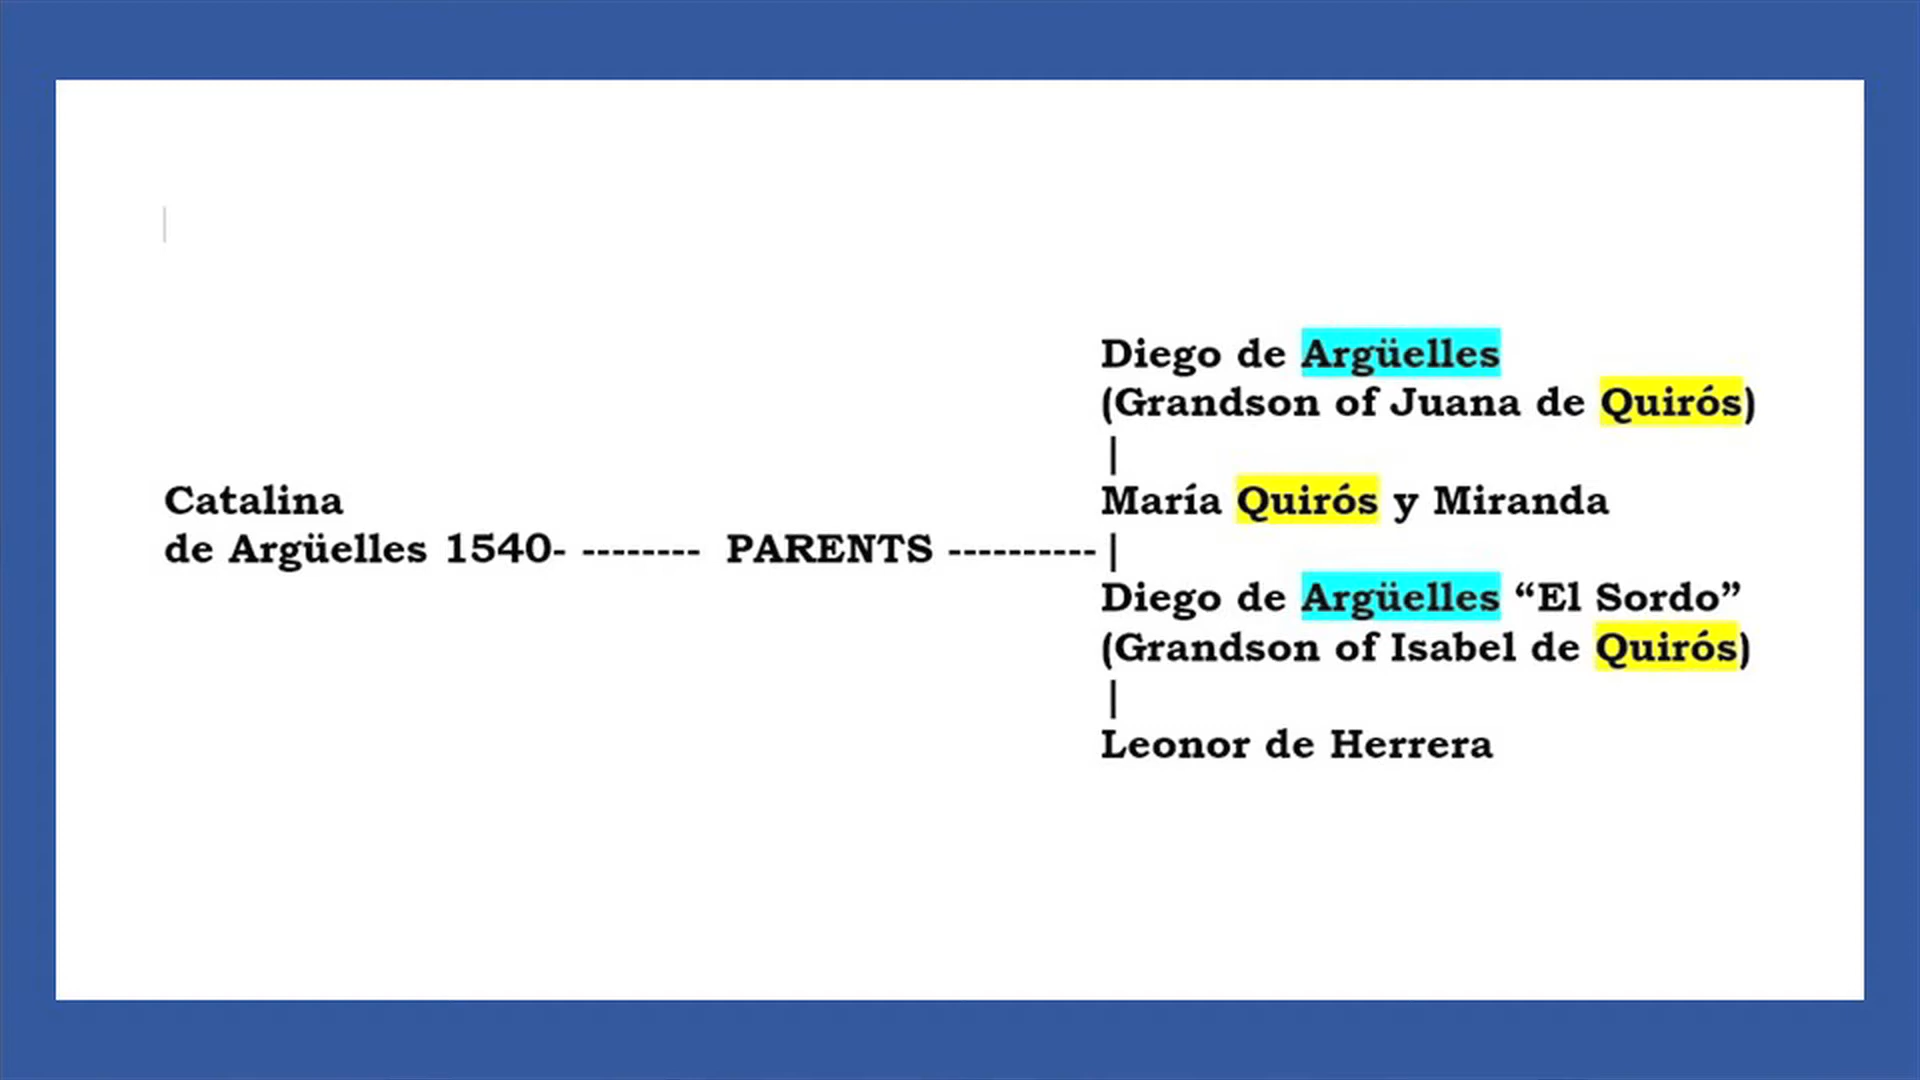 Diego de Argüelles
(Grandson of Juana de Quirós)
|
Catalina
María Quirós y Miranda
de Argüelles 1540- -------- PARENTS ---------- |
Diego de Argüelles “El Sordo”
(Grandson of Isabel de Quirós)
|
Leonor de Herrera